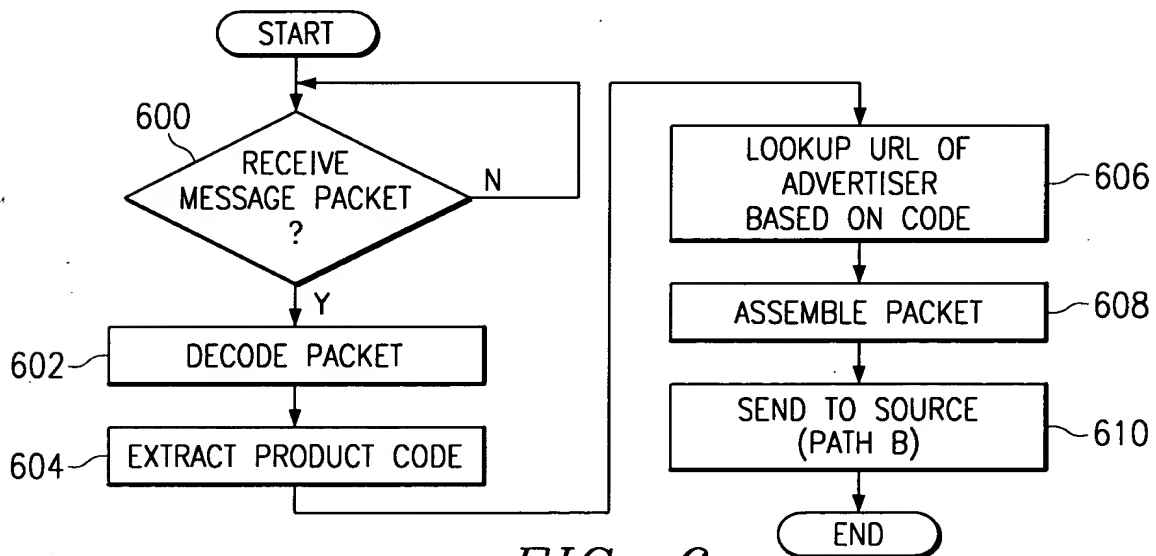 START
600
RECEIVE
MESSAGE PACKET
?
N
Y
602
DECODE PACKET
604
EXTRACT PRODUCT CODE
LOOKUP URL OF
ADVERTISER
BASED ON CODE
606
ASSEMBLE PACKET
608
SEND TO SOURCE
(PATH B)
610
END